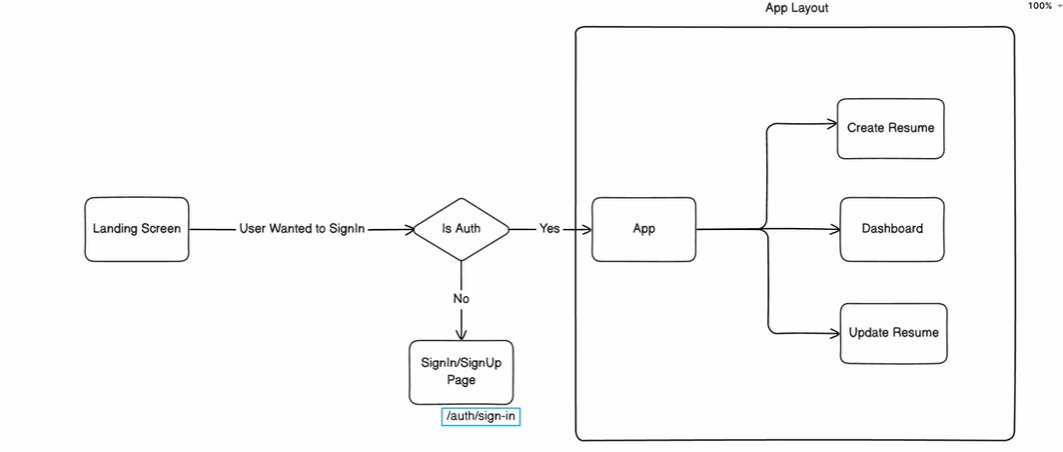 App Layout
100%
Create Resume
Landing Screen
User Wanted to SignIn
Is Auth
Yes
App
Dashboard
No
Update Resume
SignIn/SignUp
Page
/auth/sign-in